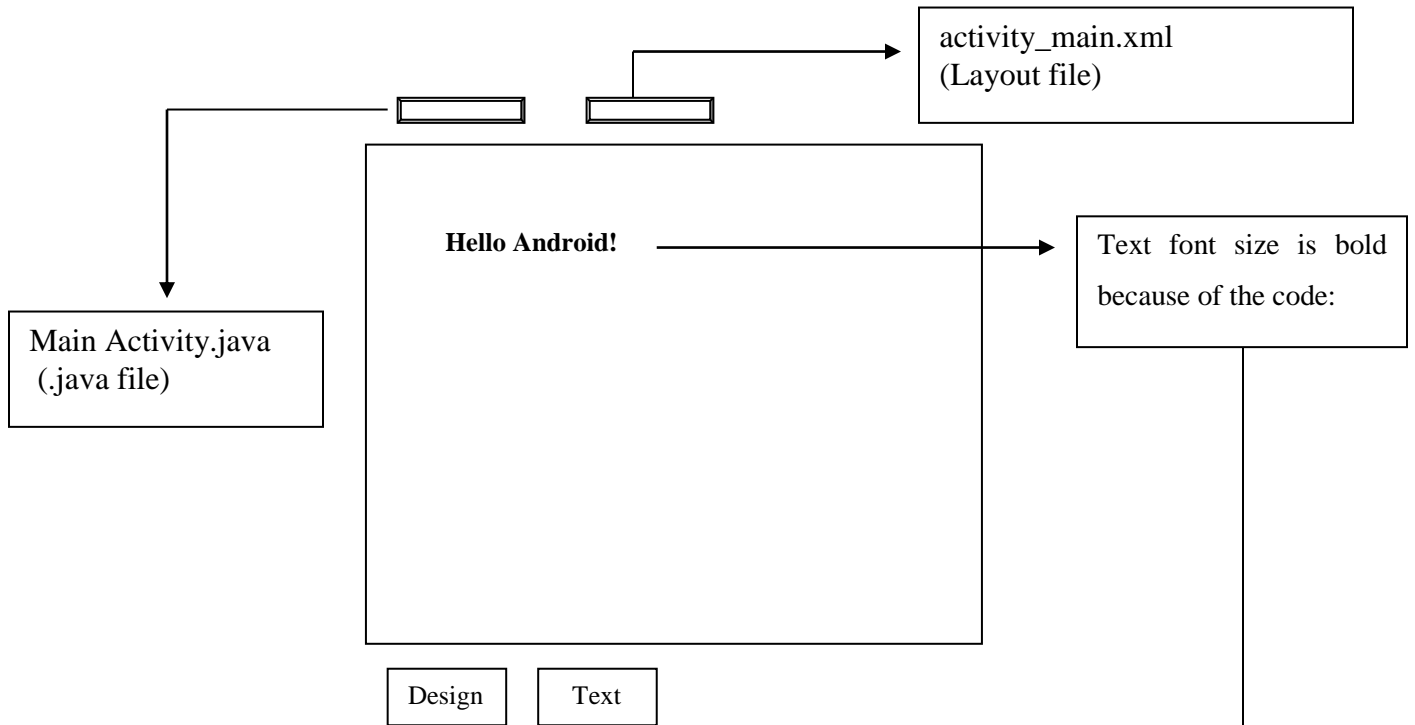 activity_main.xml
(Layout file)
Hello Android!
Text font size is bold
because of the code:
Main Activity.java
(.java file)
Design
Text